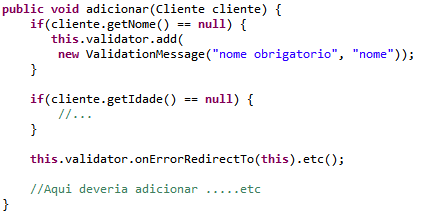 public void adicionar(Cliente cliente) {
    if(cliente.getNome() == null) {
        this.validator.add(
         new ValidationMessage("nome obrigatorio", "nome"));
    }
    if(cliente.getIdade() == null) {
        //...
    }
    this.validator.onErrorRedirectTo(this).etc();
    //Aqui deveria adicionar .....etc
}